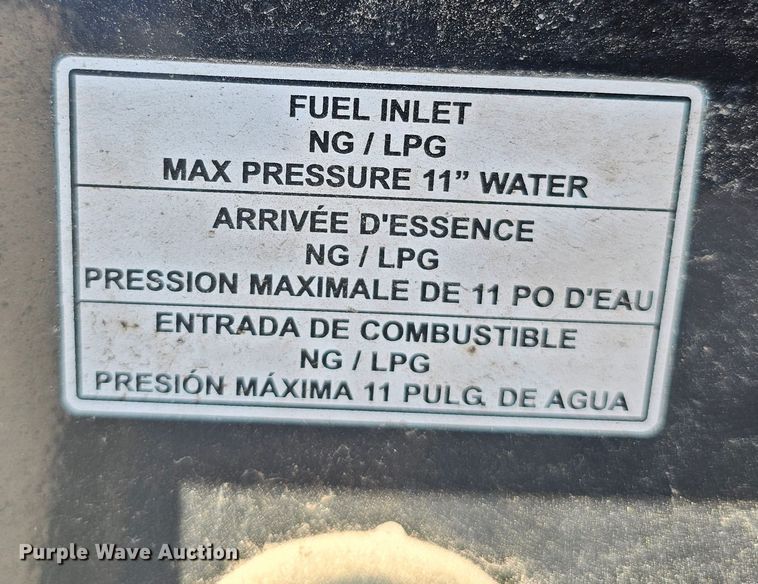 FUEL INLET
NG / LPG
MAX PRESSURE 11” WATER
ARRIVÉE D'ESSENCE
NG / LPG
PRESSION MAXIMALE DE 11 PO D'EAU
ENTRADA DE COMBUSTIBLE
NG / LPG
PRESIÓN MÁXIMA 11 PULG. DE AGUA
Purple Wave Auction